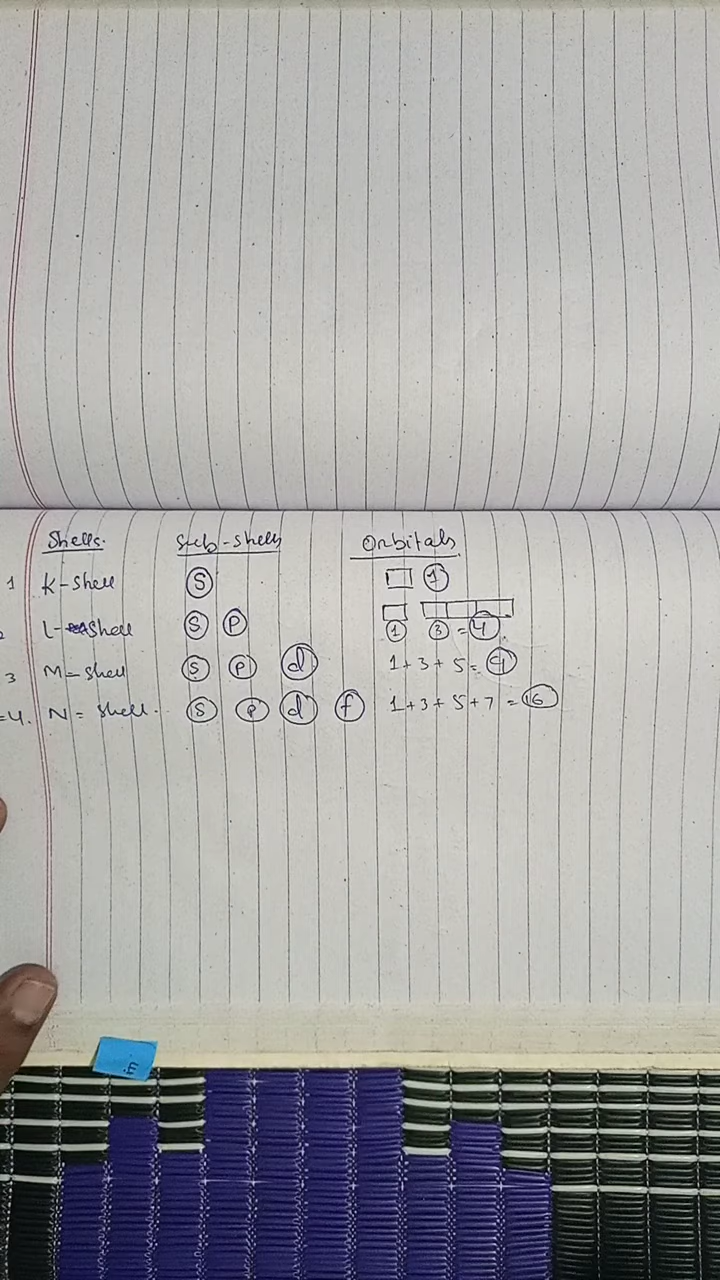 Shells. Sub-shells Orbitals
1 K-shell S 1
2 L-shell S P
1 3 = 4.
3 M-shell S P d 1+3+5=9
=4. N = shell. S P d f 1+3+5+7=16